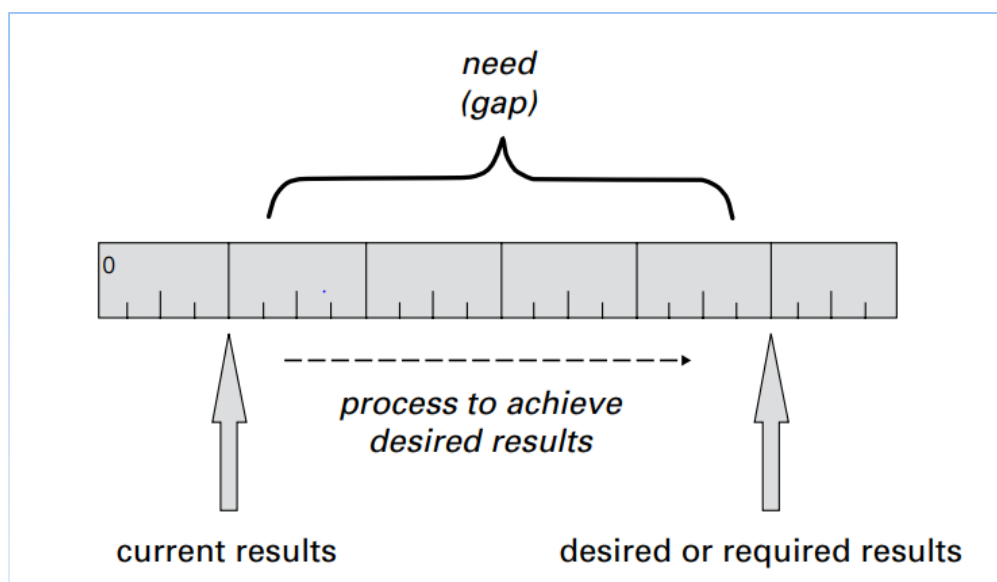 need
(gap)
0
process to achieve
desired results
current results
desired or required results